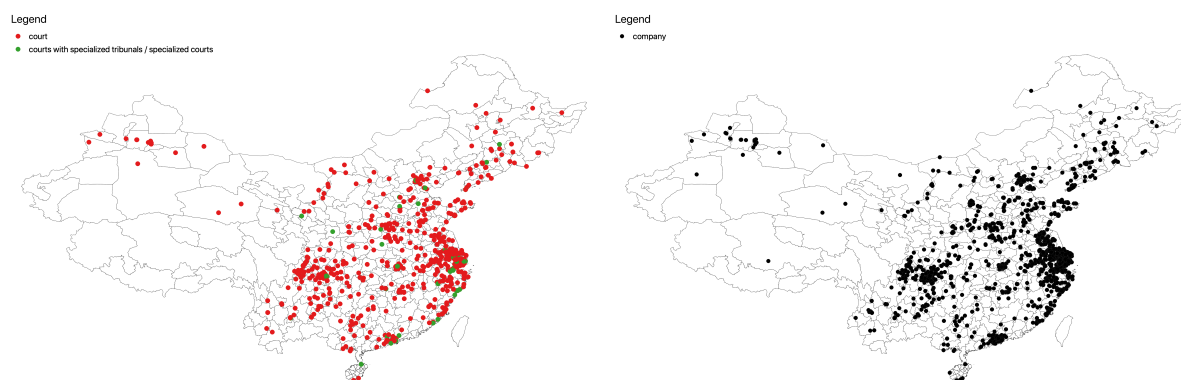 Legend
court
courts with specialized tribunals / specialized courts
Legend
company